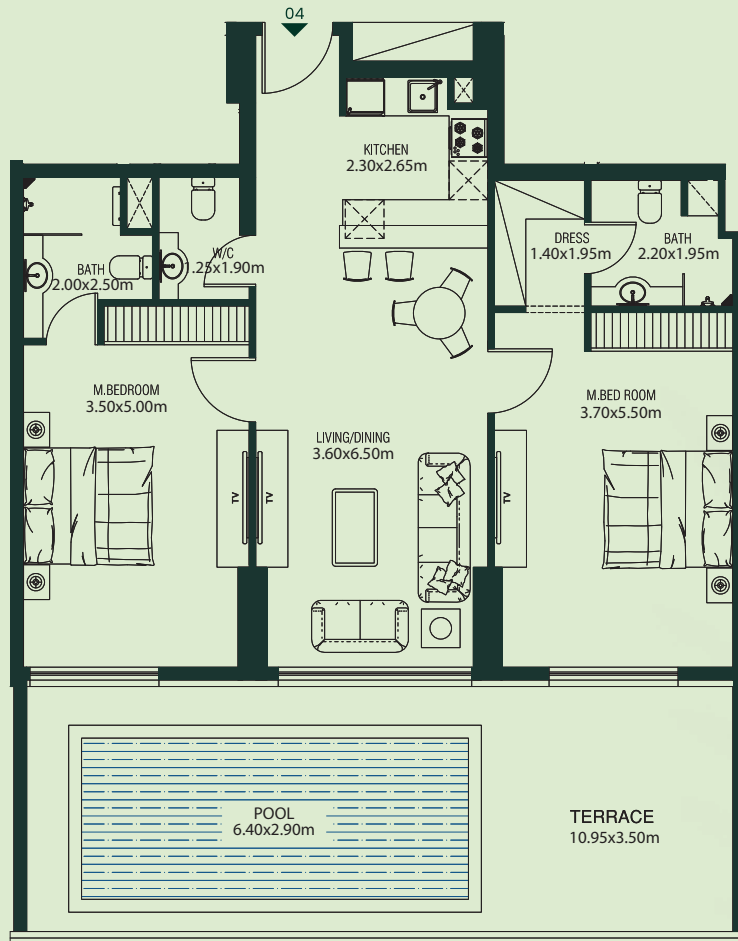 04
KITCHEN
2.30x2.65m
W/C
1.25x1.90m
BATH
2.00x2.50m
DRESS
1.40x1.95m
BATH
2.20x1.95m
M.BEDROOM
3.50x5.00m
M.BED ROOM
3.70x5.50m
LIVING/DINING
3.60x6.50m
TV
TV
TV
POOL
6.40x2.90m
TERRACE
10.95x3.50m